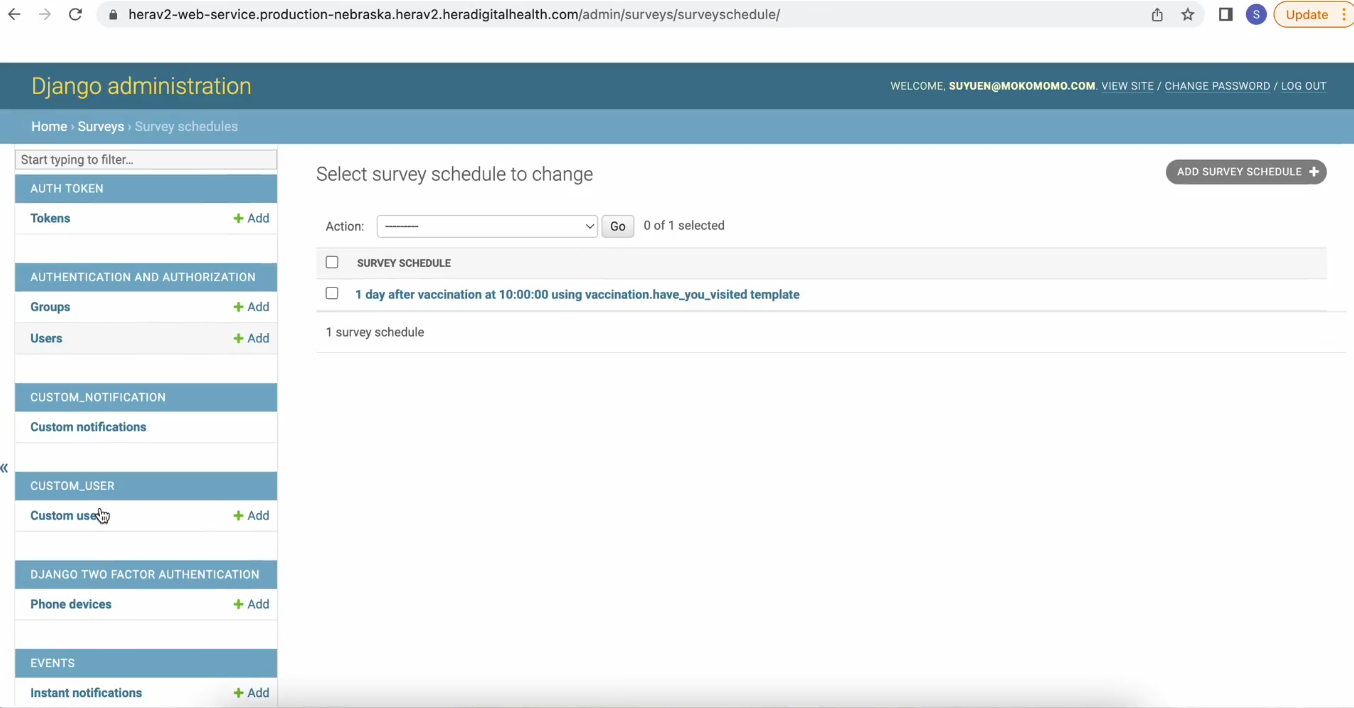 herav2-web-service.production-nebraska.herav2.heradigitalhealth.com/admin/surveys/surveyschedule/
S
Update
Django administration
WELCOME, SUYUEN@MOKOMOMO.COM. VIEW SITE / CHANGE PASSWORD / LOG OUT
Home › Surveys › Survey schedules
Start typing to filter...
AUTH TOKEN
Tokens + Add
AUTHENTICATION AND AUTHORIZATION
Groups + Add
Users + Add
CUSTOM_NOTIFICATION
Custom notifications
«
CUSTOM_USER
Custom use + Add
DJANGO TWO FACTOR AUTHENTICATION
Phone devices + Add
EVENTS
Instant notifications + Add
Select survey schedule to change
ADD SURVEY SCHEDULE +
Action: --------- Go 0 of 1 selected
SURVEY SCHEDULE
1 day after vaccination at 10:00:00 using vaccination.have_you_visited template
1 survey schedule